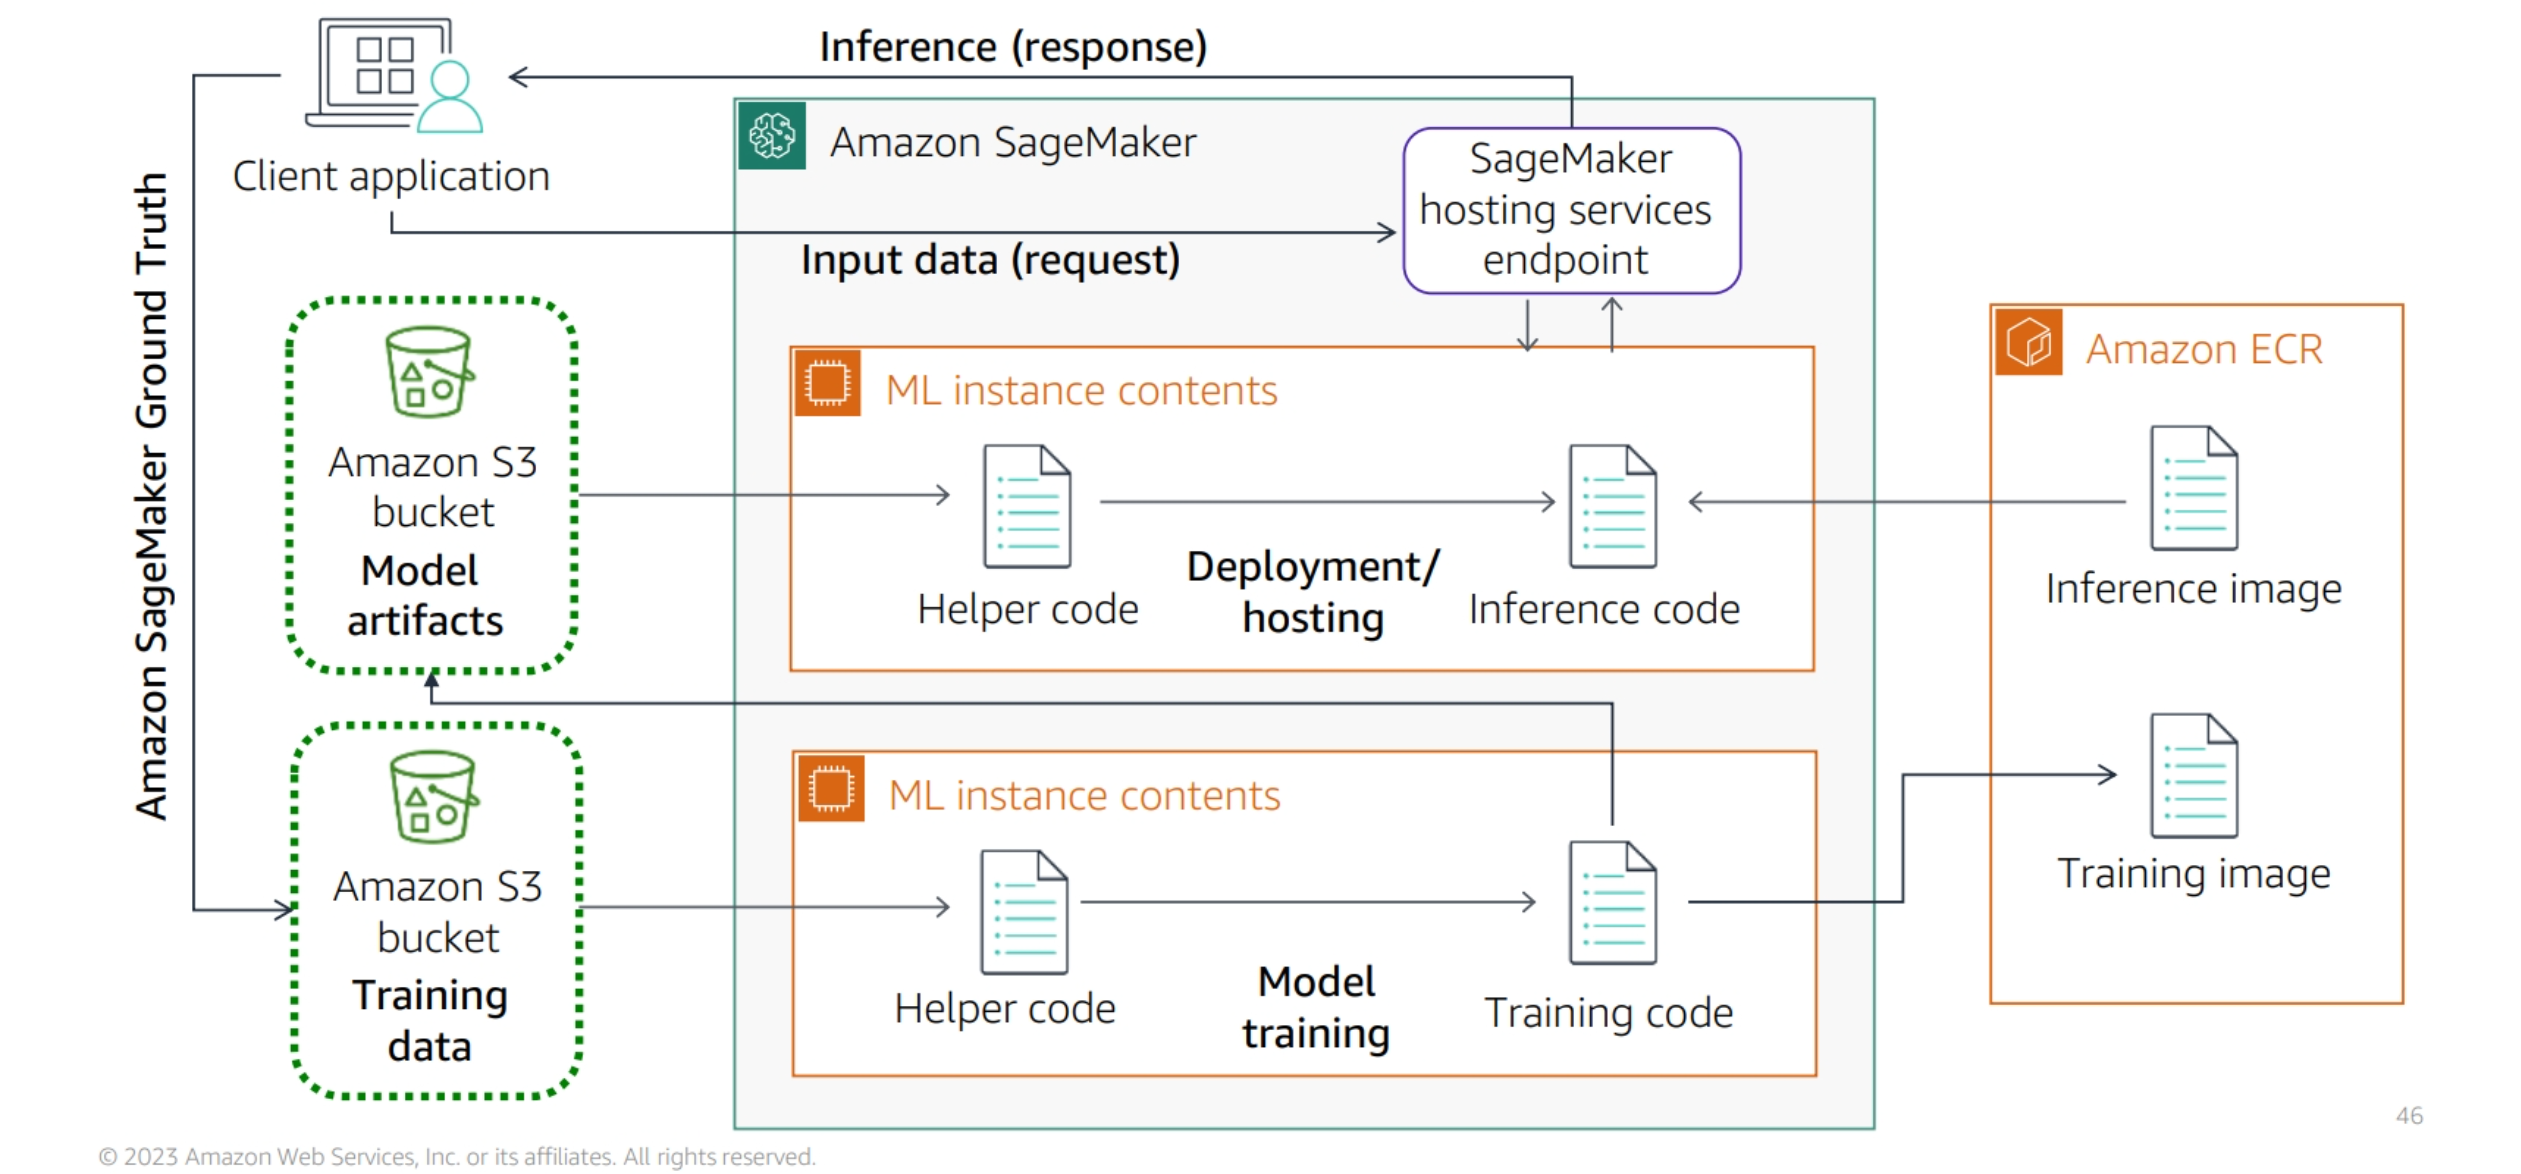 Inference (response)
Amazon SageMaker
SageMaker
hosting services
endpoint
Client application
Input data (request)
Amazon SageMaker Ground Truth
Amazon S3
bucket
Model
artifacts
ML instance contents
Helper code
Deployment/
hosting
Inference code
Amazon ECR
Inference image
Training image
Amazon S3
bucket
Training
data
ML instance contents
Helper code
Model
training
Training code
46
© 2023 Amazon Web Services, Inc. or its affiliates. All rights reserved.